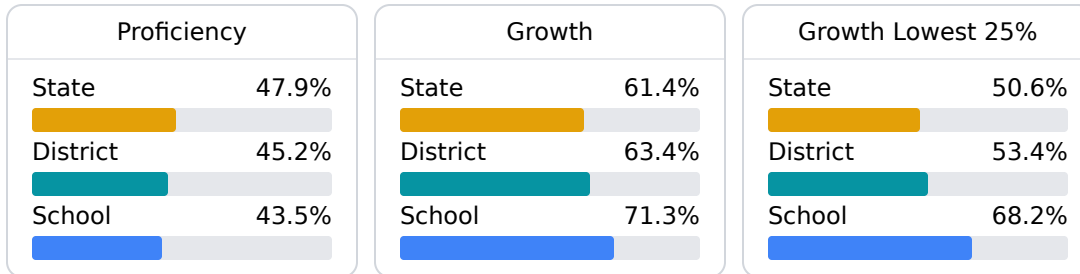 Proficiency
State 47.9%
District 45.2%
School 43.5%
Growth
State 61.4%
District 63.4%
School 71.3%
Growth Lowest 25%
State 50.6%
District 53.4%
School 68.2%